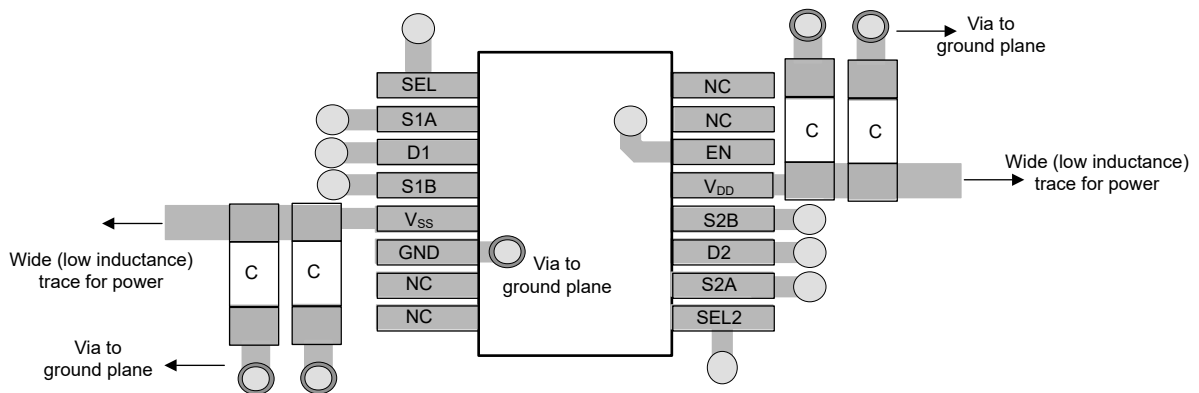 Via to
ground plane
SEL
S1A
D1
S1B
VSS
GND
NC
NC
NC
NC
EN
VDD
S2B
D2
S2A
SEL2
C
C
C
C
Wide (low inductance)
trace for power
Wide (low inductance)
trace for power
Via to
ground plane
Via to
ground plane